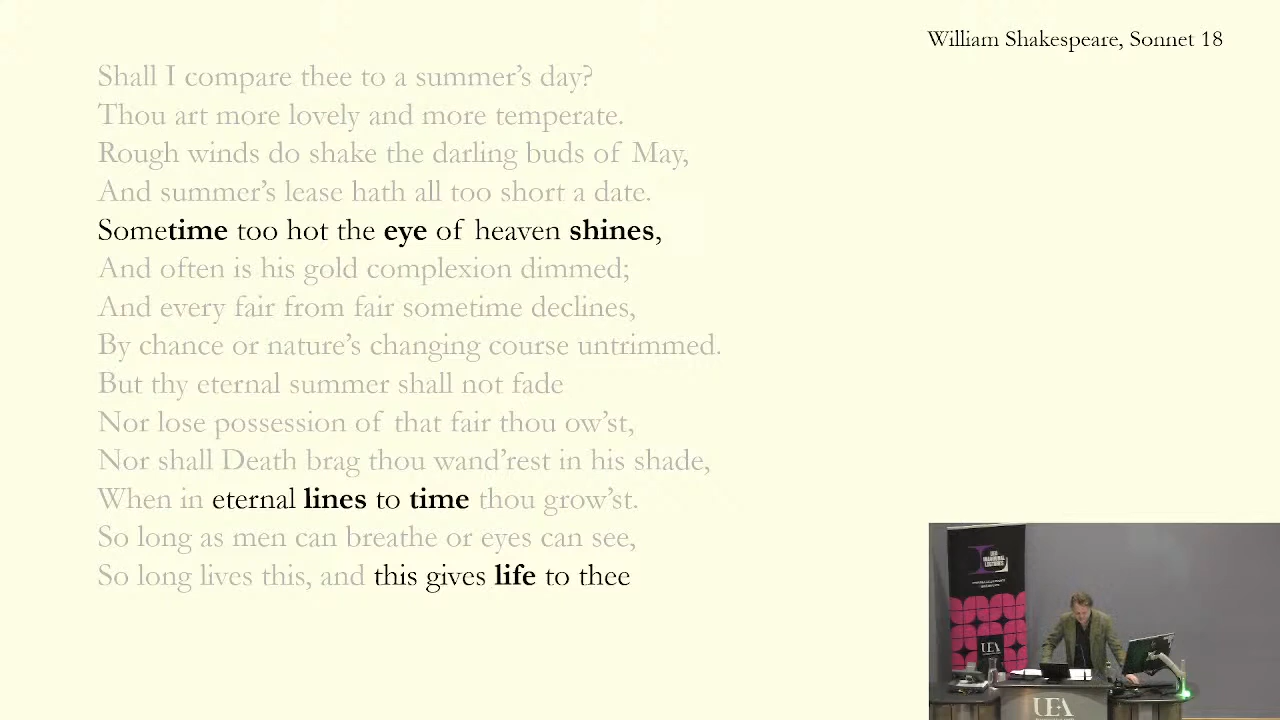 William Shakespeare, Sonnet 18
Shall I compare thee to a summer’s day?
Thou art more lovely and more temperate.
Rough winds do shake the darling buds of May,
And summer’s lease hath all too short a date.
Sometime too hot the eye of heaven shines,
And often is his gold complexion dimmed;
And every fair from fair sometime declines,
By chance or nature’s changing course untrimmed.
But thy eternal summer shall not fade
Nor lose possession of that fair thou ow’st,
Nor shall Death brag thou wand’rest in his shade,
When in eternal lines to time thou grow’st.
So long as men can breathe or eyes can see,
So long lives this, and this gives life to thee
UEA
UEA